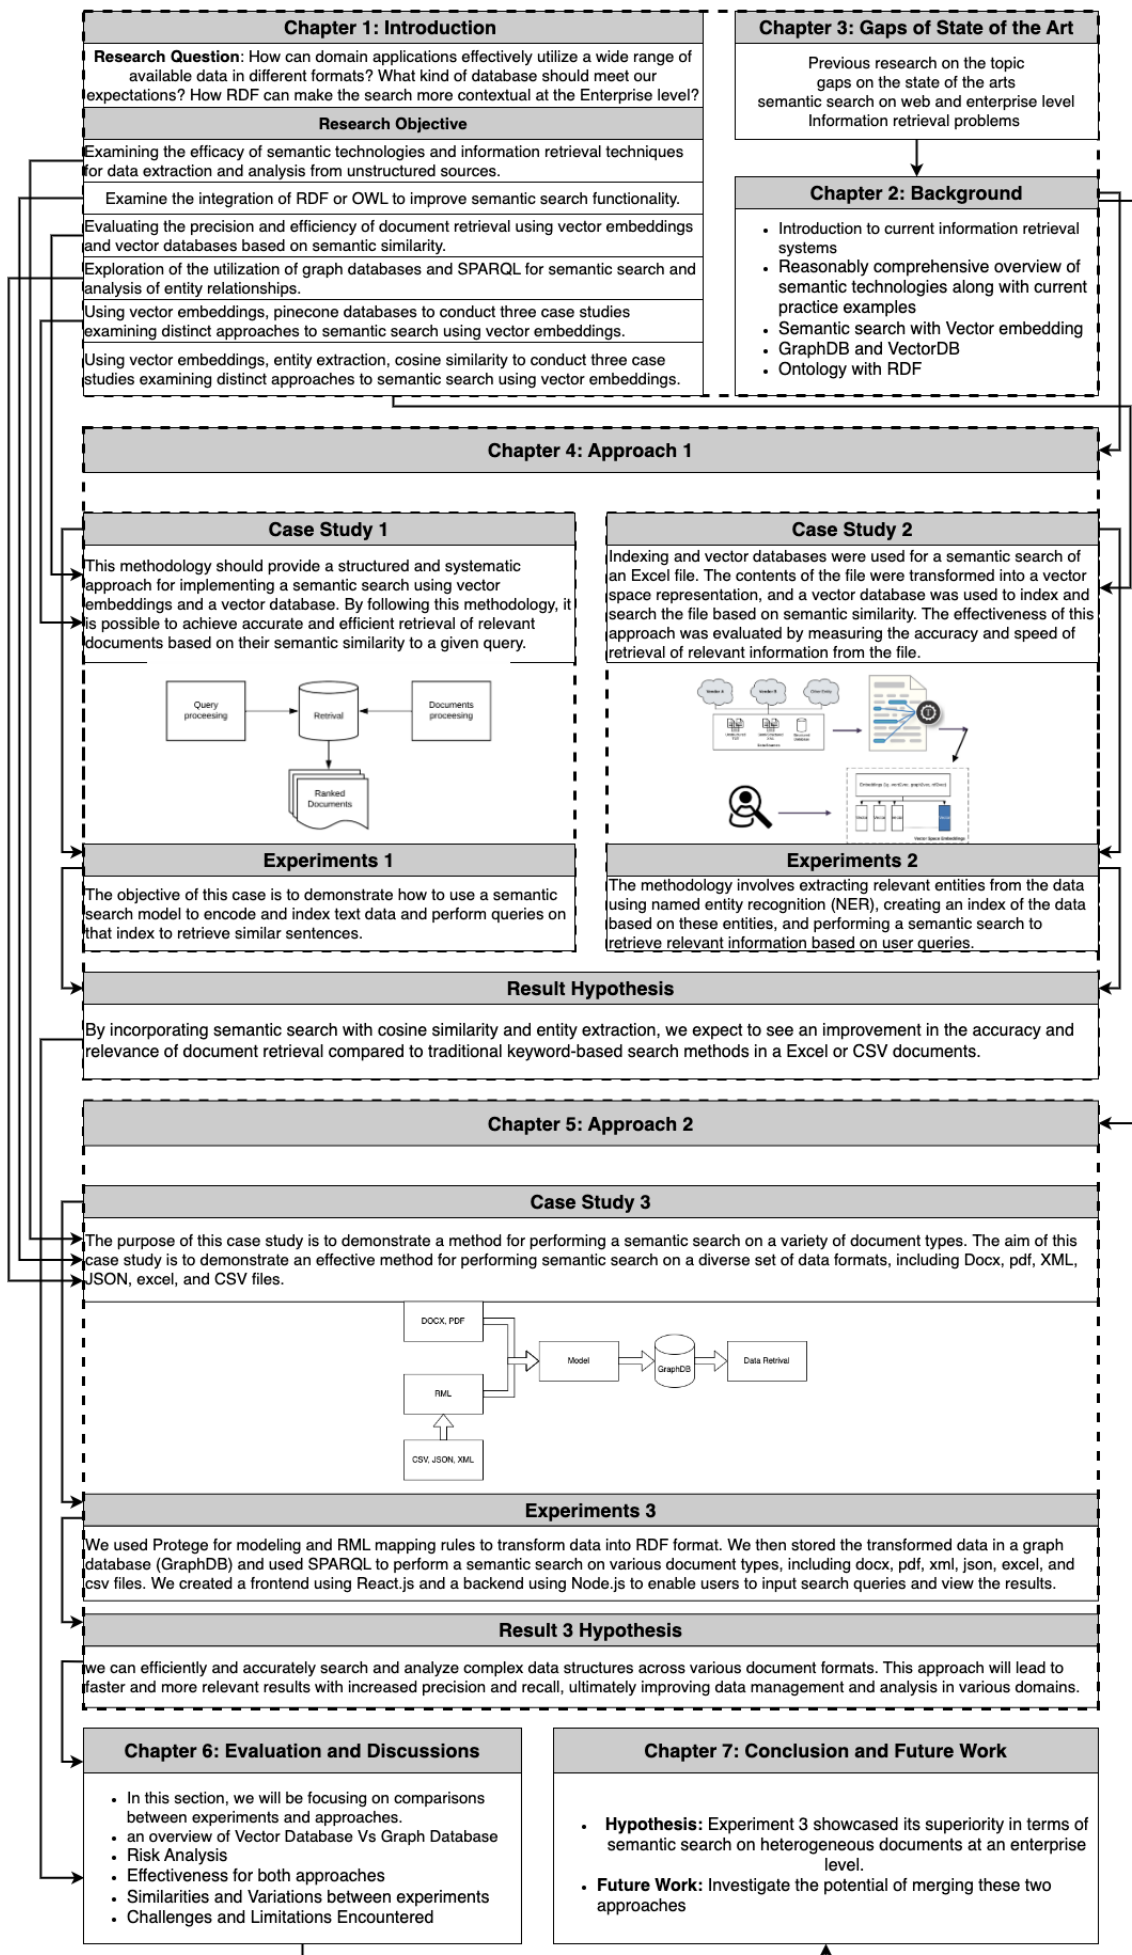 Chapter 1: Introduction
Research Question: How can domain applications effectively utilize a wide range of
available data in different formats? What kind of database should meet our
expectations? How RDF can make the search more contextual at the Enterprise level?
Research Objective
Examining the efficacy of semantic technologies and information retrieval techniques
for data extraction and analysis from unstructured sources.
Examine the integration of RDF or OWL to improve semantic search functionality.
Evaluating the precision and efficiency of document retrieval using vector embeddings
and vector databases based on semantic similarity.
Exploration of the utilization of graph databases and SPARQL for semantic search and
analysis of entity relationships.
Using vector embeddings, pinecone databases to conduct three case studies
examining distinct approaches to semantic search using vector embeddings.
Using vector embeddings, entity extraction, cosine similarity to conduct three case
studies examining distinct approaches to semantic search using vector embeddings.
Chapter 3: Gaps of State of the Art
Previous research on the topic
gaps on the state of the arts
semantic search on web and enterprise level
Information retrieval problems
Chapter 2: Background
• Introduction to current information retrieval
systems
• Reasonably comprehensive overview of
semantic technologies along with current
practice examples
• Semantic search with Vector embedding
• GraphDB and VectorDB
• Ontology with RDF
Chapter 4: Approach 1
Case Study 1
This methodology should provide a structured and systematic
approach for implementing a semantic search using vector
embeddings and a vector database. By following this methodology, it
is possible to achieve accurate and efficient retrieval of relevant
documents based on their semantic similarity to a given query.
Query
proceesing
Retrival
Documents
proceesing
Ranked
Documents
Experiments 1
The objective of this case is to demonstrate how to use a semantic
search model to encode and index text data and perform queries on
that index to retrieve similar sentences.
Case Study 2
Indexing and vector databases were used for a semantic search of
an Excel file. The contents of the file were transformed into a vector
space representation, and a vector database was used to index and
search the file based on semantic similarity. The effectiveness of this
approach was evaluated by measuring the accuracy and speed of
retrieval of relevant information from the file.
Vendor A
Vendor B
Vector Space Embeddings
Experiments 2
The methodology involves extracting relevant entities from the data
using named entity recognition (NER), creating an index of the data
based on these entities, and performing a semantic search to
retrieve relevant information based on user queries.
Result Hypothesis
By incorporating semantic search with cosine similarity and entity extraction, we expect to see an improvement in the accuracy and
relevance of document retrieval compared to traditional keyword-based search methods in a Excel or CSV documents.
Chapter 5: Approach 2
Case Study 3
The purpose of this case study is to demonstrate a method for performing a semantic search on a variety of document types. The aim of this
case study is to demonstrate an effective method for performing semantic search on a diverse set of data formats, including Docx, pdf, XML,
JSON, excel, and CSV files.
DOCX, PDF
Model
GraphDB
Data Retrival
RML
CSV, JSON, XML
Experiments 3
We used Protege for modeling and RML mapping rules to transform data into RDF format. We then stored the transformed data in a graph
database (GraphDB) and used SPARQL to perform a semantic search on various document types, including docx, pdf, xml, json, excel, and
csv files. We created a frontend using React.js and a backend using Node.js to enable users to input search queries and view the results.
Result 3 Hypothesis
we can efficiently and accurately search and analyze complex data structures across various document formats. This approach will lead to
faster and more relevant results with increased precision and recall, ultimately improving data management and analysis in various domains.
Chapter 6: Evaluation and Discussions
• In this section, we will be focusing on comparisons
between experiments and approaches.
• an overview of Vector Database Vs Graph Database
• Risk Analysis
• Effectiveness for both approaches
• Similarities and Variations between experiments
• Challenges and Limitations Encountered
Chapter 7: Conclusion and Future Work
• Hypothesis: Experiment 3 showcased its superiority in terms of
semantic search on heterogeneous documents at an enterprise
level.
• Future Work: Investigate the potential of merging these two
approaches